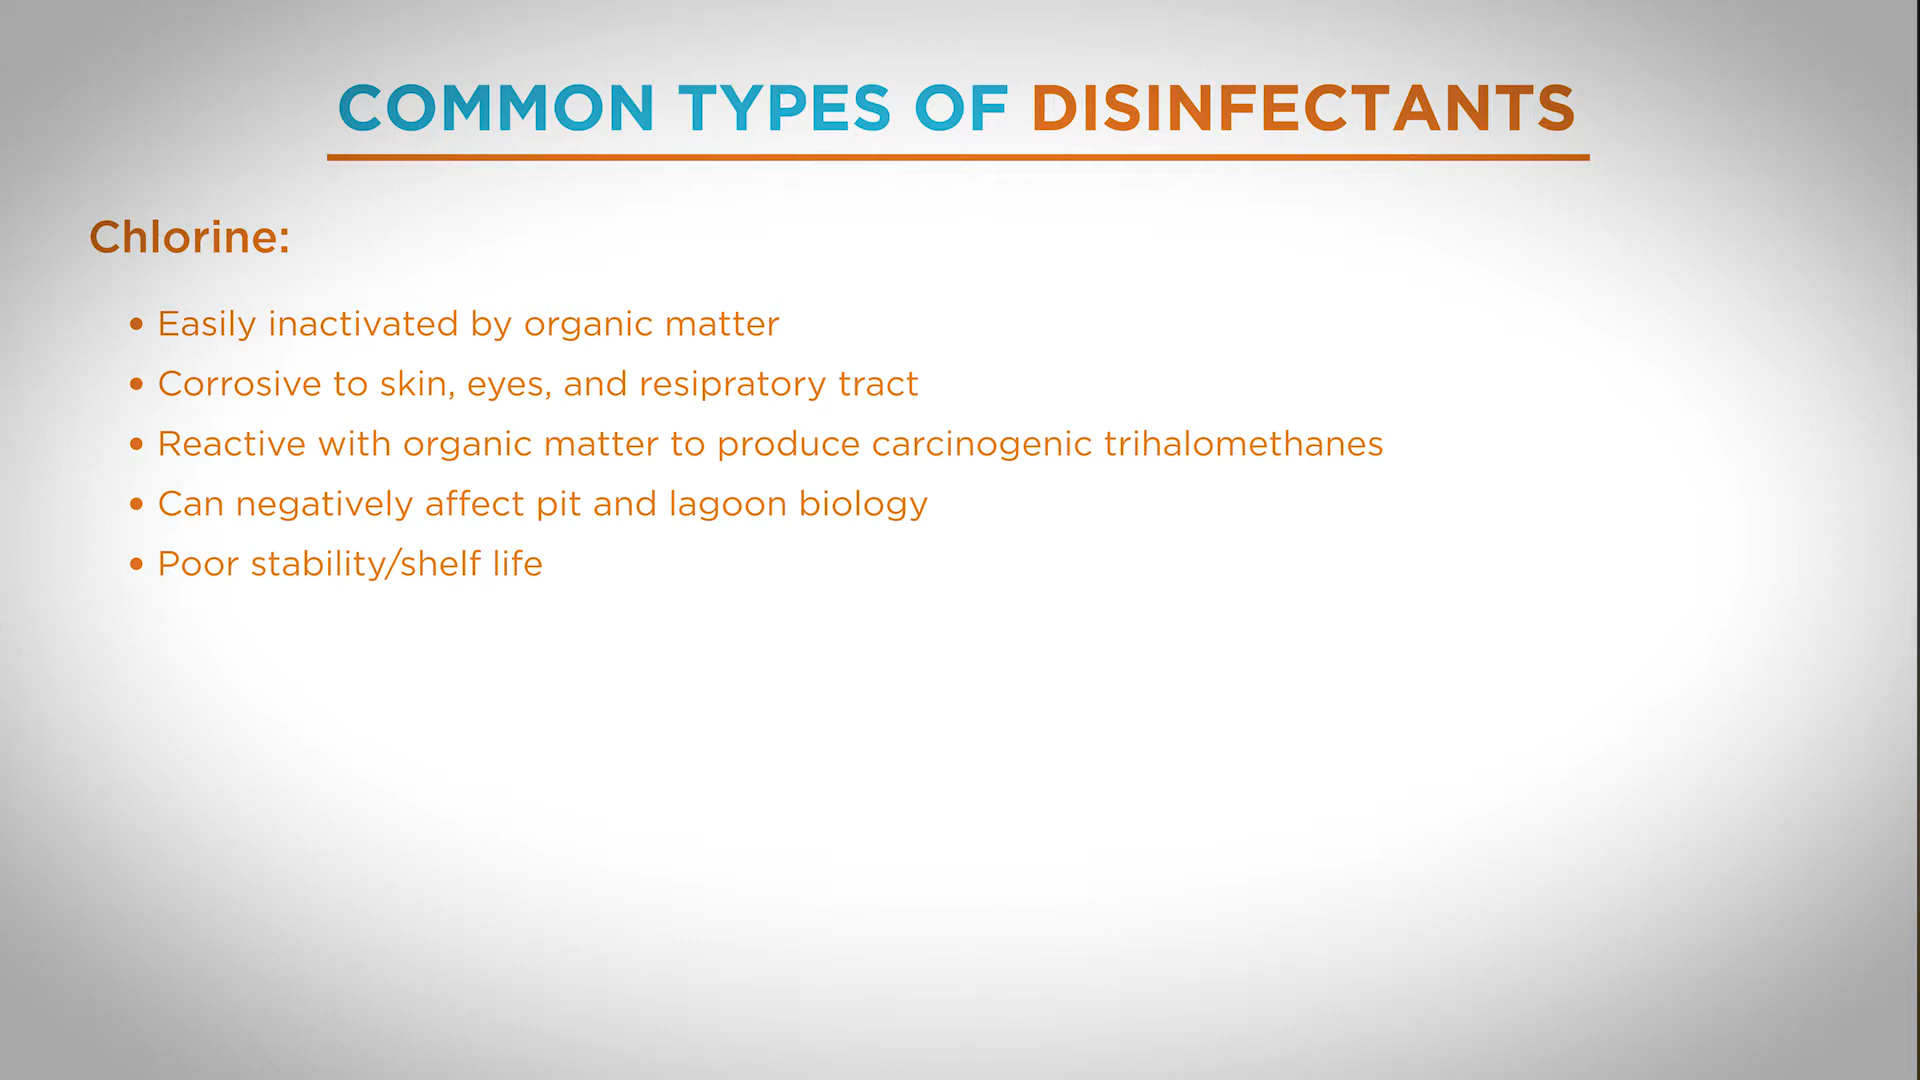 COMMON TYPES OF DISINFECTANTS
Chlorine:
• Easily inactivated by organic matter
• Corrosive to skin, eyes, and resipratory tract
• Reactive with organic matter to produce carcinogenic trihalomethanes
• Can negatively affect pit and lagoon biology
• Poor stability/shelf life